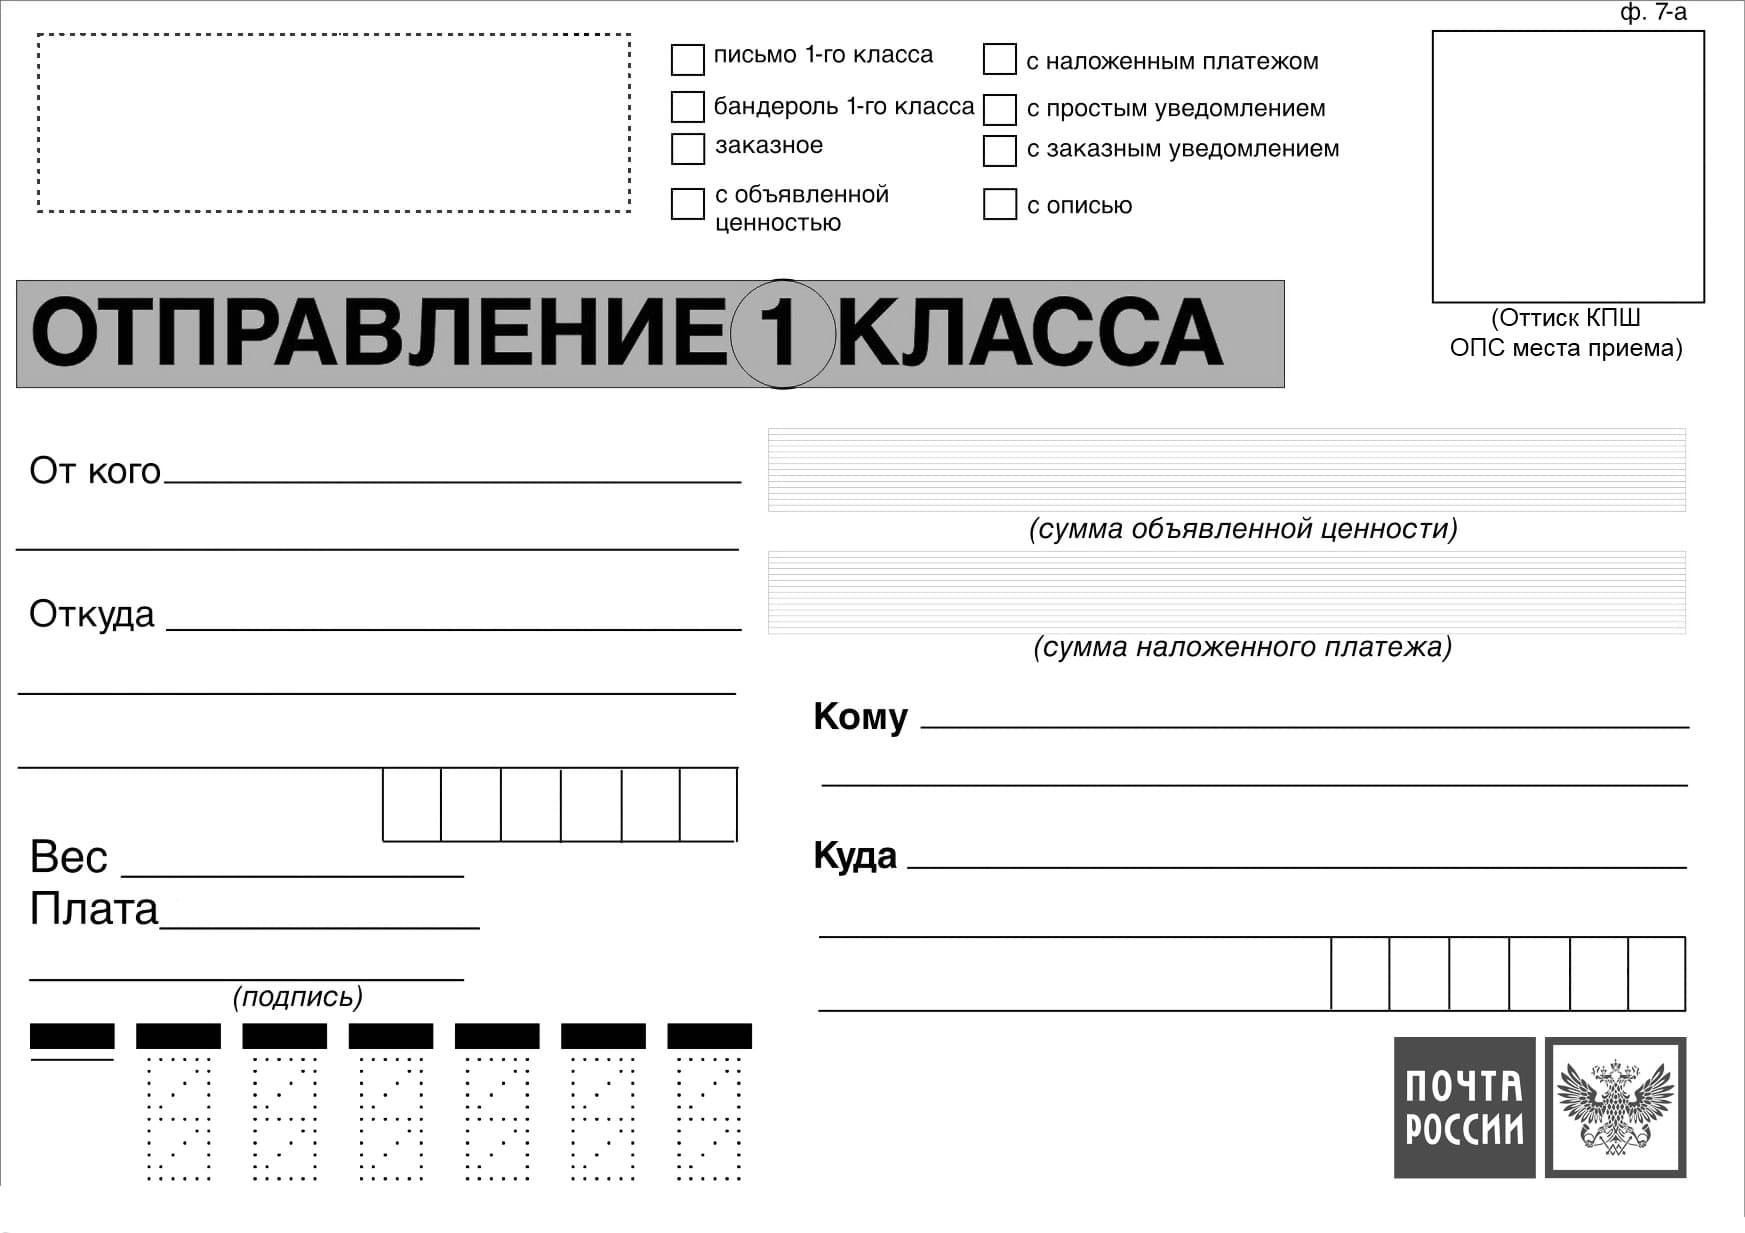 ф. 7-а
письмо 1-го класса
с наложенным платежом
бандероль 1-го класса
с простым уведомлением
заказное
с заказным уведомлением
с объявленной
ценностью
с описью
(Оттиск КПШ
ОПС места приема)
ОТПРАВЛЕНИЕ 1 КЛАССА
От кого
(сумма объявленной ценности)
Откуда
(сумма наложенного платежа)
Кому
Куда
Вес
Плата
(подпись)
ПОЧТА
РОССИИ